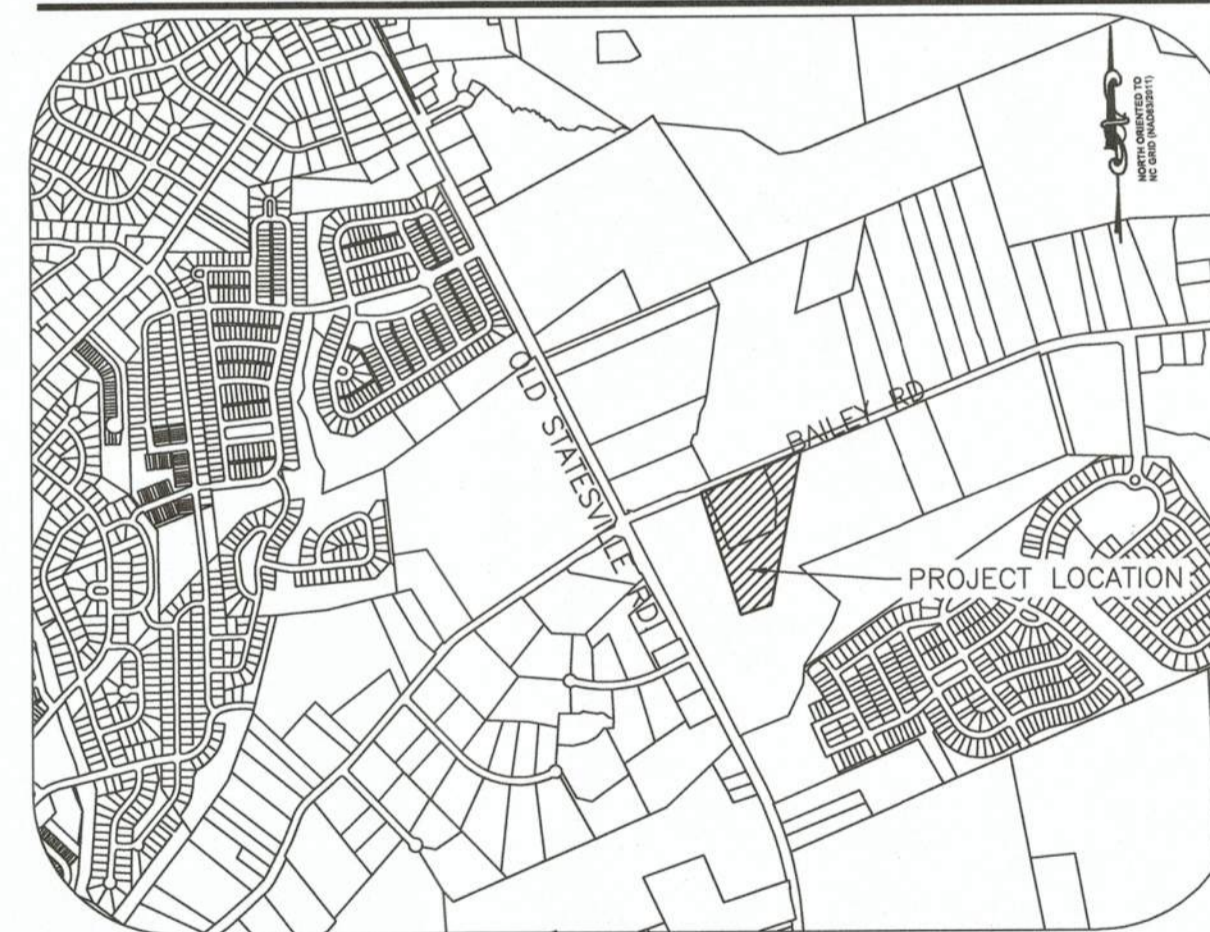 NORTH ORIENTED TO
NC GRID (NAD83/2011)
OLD STATESVILLE RD
BAILEY RD
PROJECT LOCATION